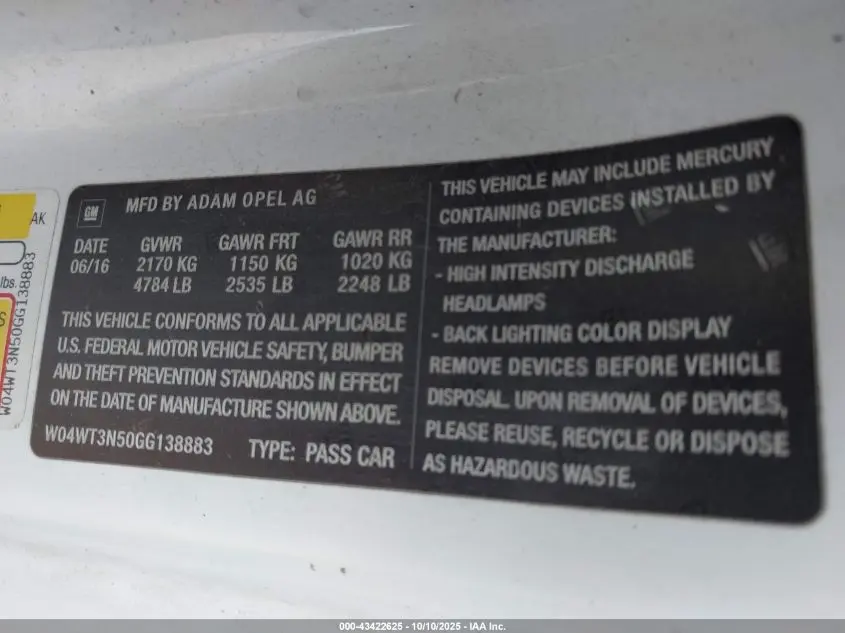 AK
lbs.
W04WT3N50GG138883
GM
MFD BY ADAM OPEL AG
DATE GVWR GAWR FRT GAWR RR
06/16 2170 KG 1150 KG 1020 KG
4784 LB 2535 LB 2248 LB
THIS VEHICLE CONFORMS TO ALL APPLICABLE
U.S. FEDERAL MOTOR VEHICLE SAFETY, BUMPER
AND THEFT PREVENTION STANDARDS IN EFFECT
ON THE DATE OF MANUFACTURE SHOWN ABOVE.
W04WT3N50GG138883 TYPE: PASS CAR
THIS VEHICLE MAY INCLUDE MERCURY
CONTAINING DEVICES INSTALLED BY
THE MANUFACTURER:
- HIGH INTENSITY DISCHARGE
HEADLAMPS
- BACK LIGHTING COLOR DISPLAY
REMOVE DEVICES BEFORE VEHICLE
DISPOSAL. UPON REMOVAL OF DEVICES,
PLEASE REUSE, RECYCLE OR DISPOSE
AS HAZARDOUS WASTE.
000-43422625 - 10/10/2025 - IAA Inc.